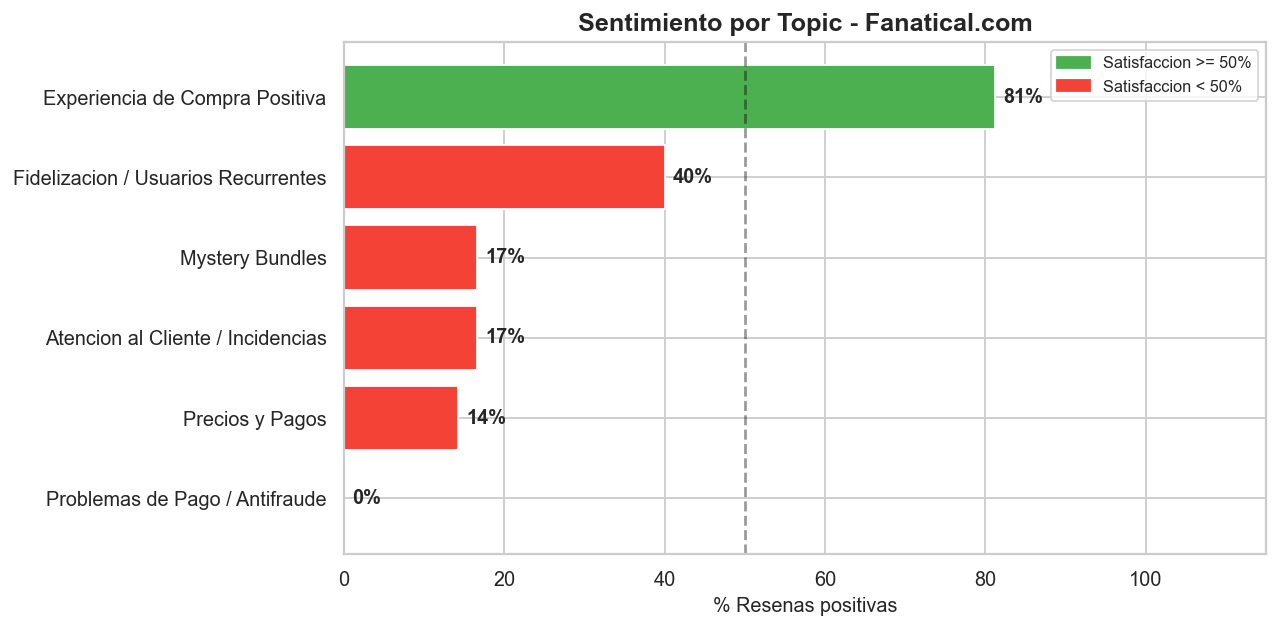 Sentimiento por Topic - Fanatical.com
Satisfaccion >= 50%
Satisfaccion < 50%
Experiencia de Compra Positiva
81%
Fidelizacion / Usuarios Recurrentes
40%
Mystery Bundles
17%
Atencion al Cliente / Incidencias
17%
Precios y Pagos
14%
Problemas de Pago / Antifraude
0%
0 20 40 60 80 100
% Resenas positivas